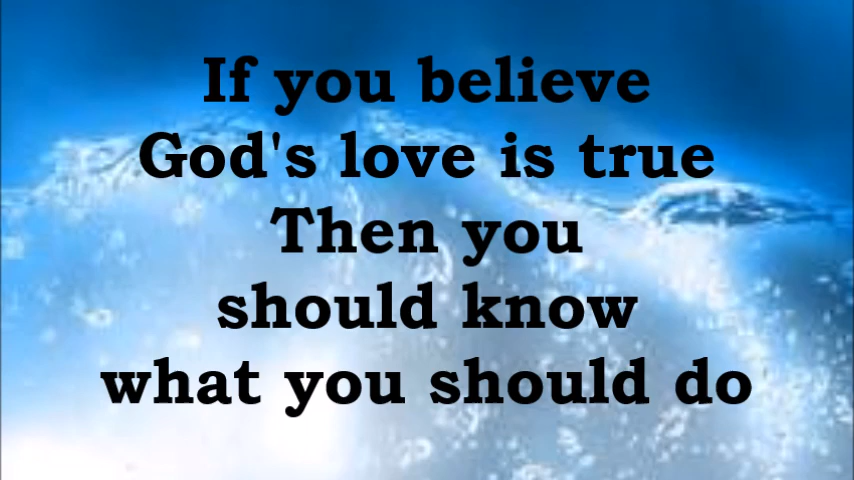 If you believe
God's love is true
Then you
should know
what you should do